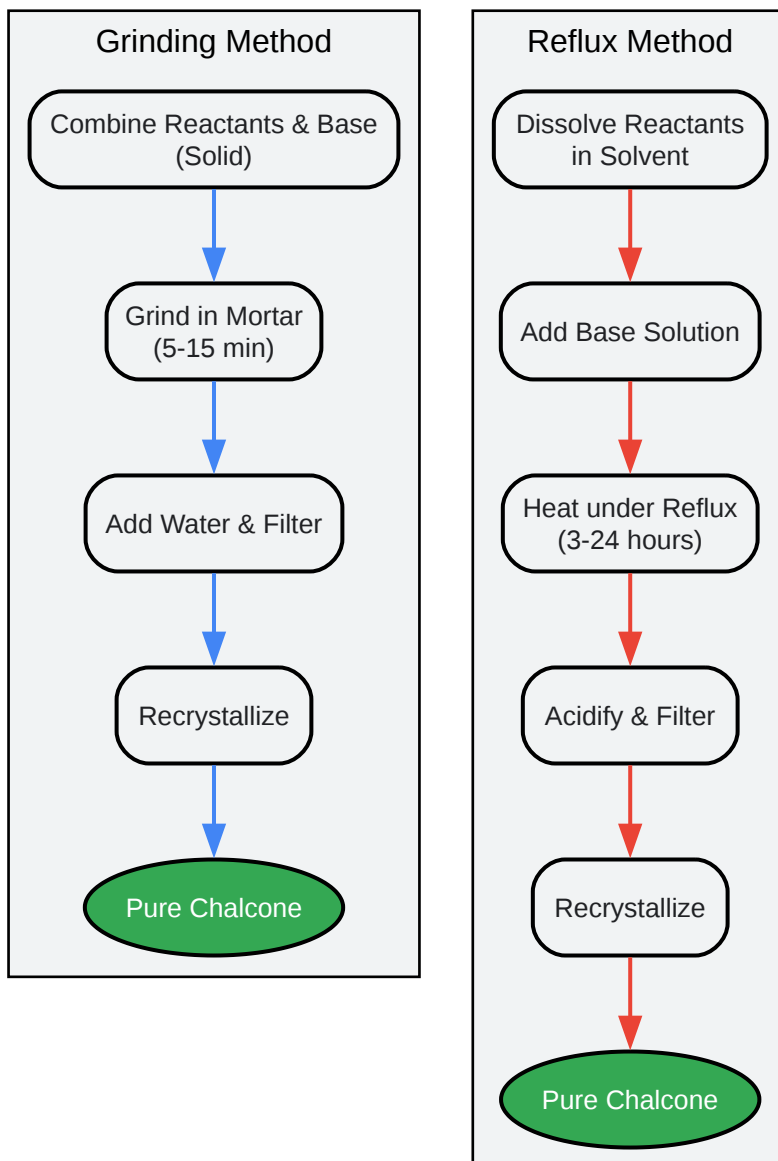 Grinding Method
Combine Reactants & Base
(Solid)
Grind in Mortar
(5-15 min)
Add Water & Filter
Recrystallize
Pure Chalcone
Reflux Method
Dissolve Reactants
in Solvent
Add Base Solution
Heat under Reflux
(3-24 hours)
Acidify & Filter
Recrystallize
Pure Chalcone